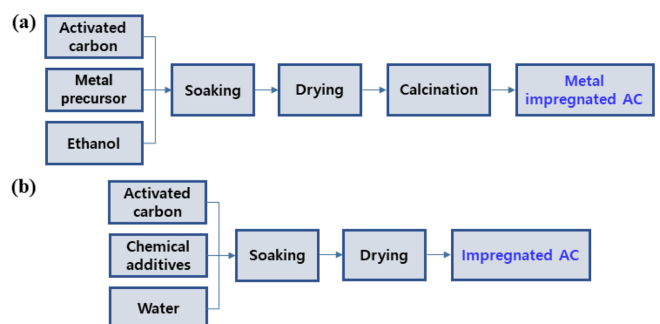 (a)
Activated
carbon
Metal
precursor
Ethanol
Soaking
Drying
Calcination
Metal
impregnated AC
(b)
Activated
carbon
Chemical
additives
Water
Soaking
Drying
Impregnated AC